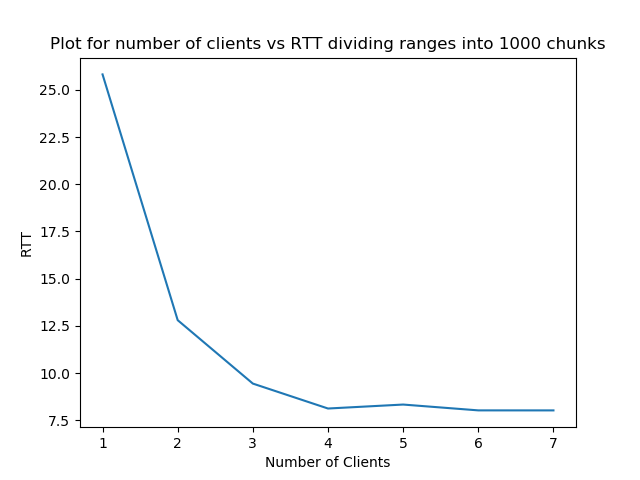 Plot for number of clients vs RTT dividing ranges into 1000 chunks
25.0
22.5
20.0
17.5
15.0
12.5
10.0
7.5
RTT
1 2 3 4 5 6 7
Number of Clients